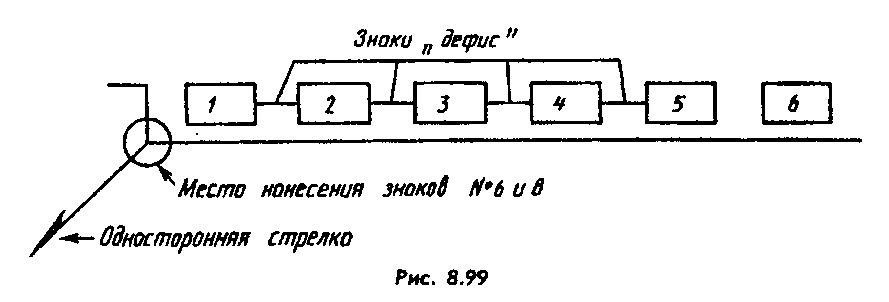 Знаки „дефис"
1 2 3 4 5 6
Место нанесения знаков №6 и 8
Односторонняя стрелка
Рис. 8.99